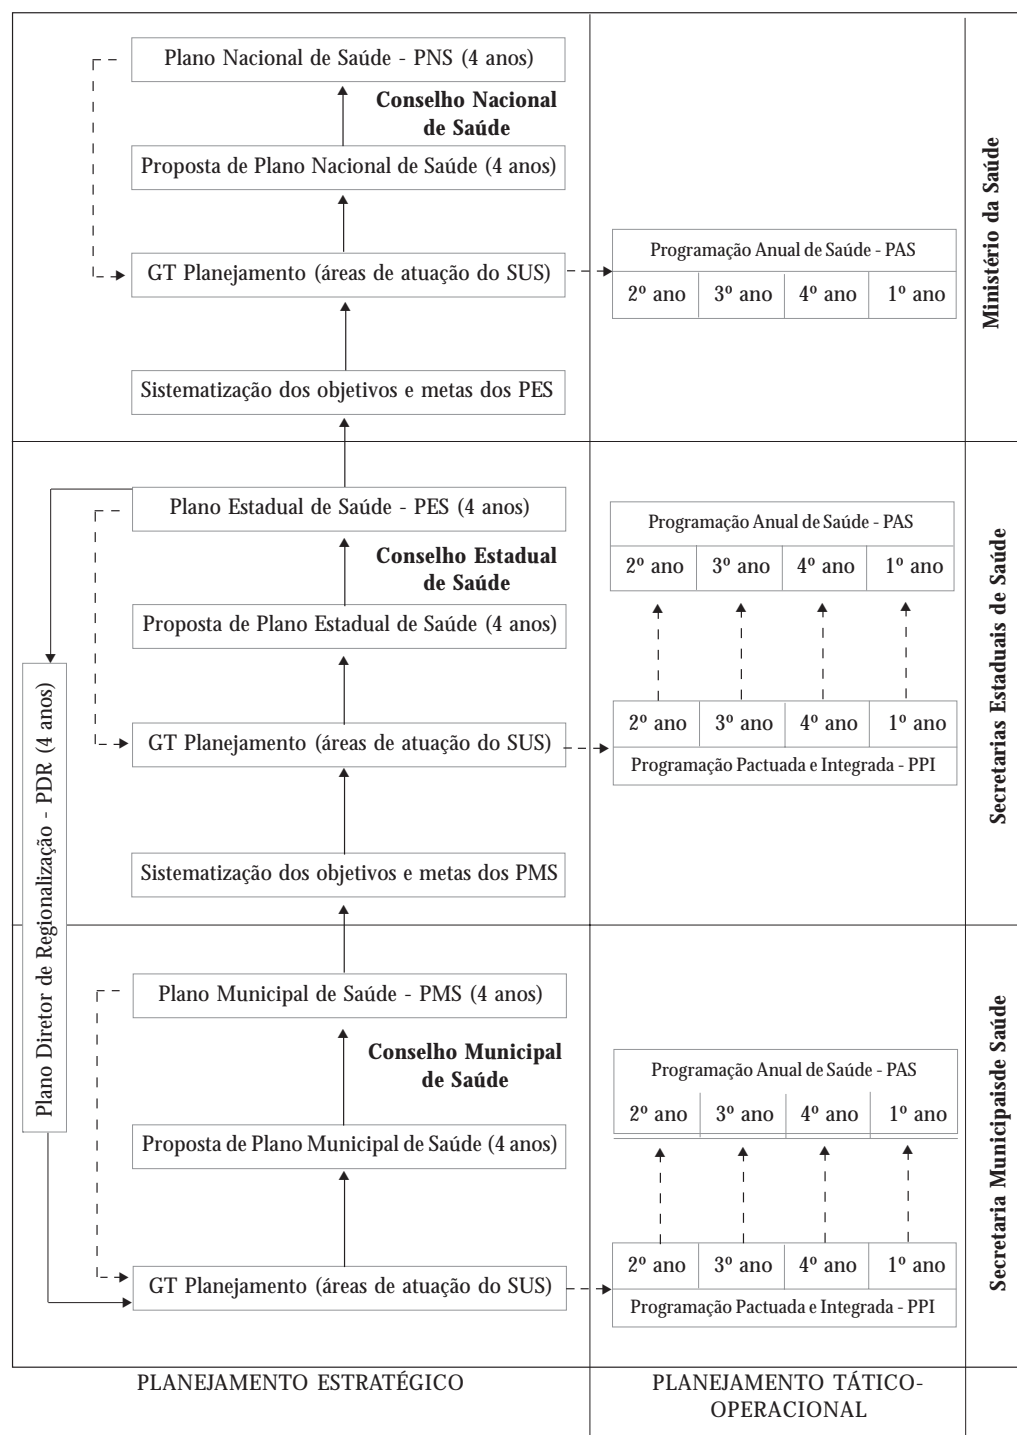 Plano Nacional de Saúde - PNS (4 anos)
Conselho Nacional
de Saúde
Proposta de Plano Nacional de Saúde (4 anos)
GT Planejamento (áreas de atuação do SUS)
Sistematização dos objetivos e metas dos PES
Programação Anual de Saúde - PAS
2º ano 3º ano 4º ano 1º ano
Ministério da Saúde
Plano Estadual de Saúde - PES (4 anos)
Conselho Estadual
de Saúde
Proposta de Plano Estadual de Saúde (4 anos)
GT Planejamento (áreas de atuação do SUS)
Sistematização dos objetivos e metas dos PMS
Programação Anual de Saúde - PAS
2º ano 3º ano 4º ano 1º ano
2º ano 3º ano 4º ano 1º ano
Programação Pactuada e Integrada - PPI
Secretarias Estaduais de Saúde
Plano Diretor de Regionalização - PDR (4 anos)
Plano Municipal de Saúde - PMS (4 anos)
Conselho Municipal
de Saúde
Proposta de Plano Municipal de Saúde (4 anos)
GT Planejamento (áreas de atuação do SUS)
Programação Anual de Saúde - PAS
2º ano 3º ano 4º ano 1º ano
2º ano 3º ano 4º ano 1º ano
Programação Pactuada e Integrada - PPI
Secretaria Municipaisde Saúde
PLANEJAMENTO ESTRATÉGICO
PLANEJAMENTO TÁTICO-
OPERACIONAL